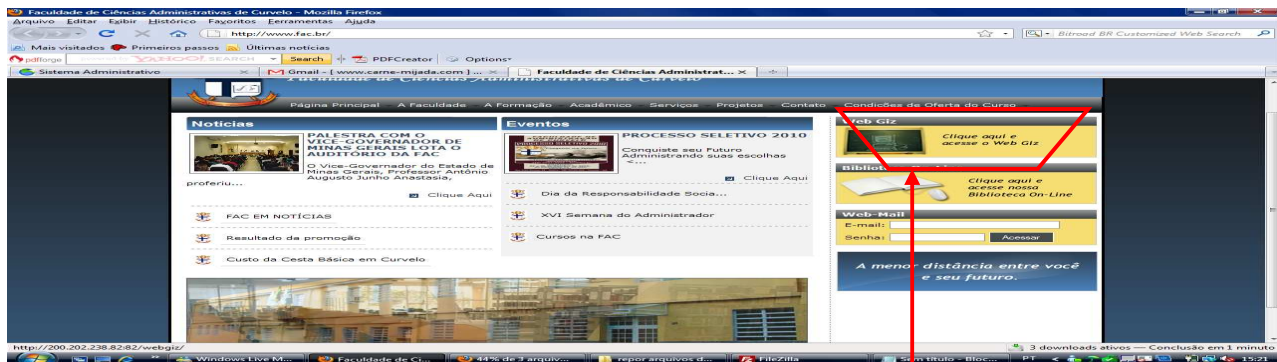 Faculdade de Ciências Administrativas de Curvelo - Mozilla Firefox
Arquivo Editar Exibir Histórico Favoritos Ferramentas Ajuda
http://www.fac.br/
Bitroad BR Customized Web Search
Mais visitados Primeiros passos Últimas notícias
pdfforge YAHOO! SEARCH Search PDFCreator Options
Sistema Administrativo
Gmail - [ www.carne-mijada.com ] ...
Faculdade de Ciências Administrat...
Faculdade de Ciências Administrativas de Curvelo
Página Principal A Faculdade A Formação Acadêmico Serviços Projetos Contato Condições de Oferta do Curso
Notícias
PALESTRA COM O
VICE-GOVERNADOR DE
MINAS GERAIS LOTA O
AUDITÓRIO DA FAC
O Vice-Governador do Estado de
Minas Gerais, Professor Antônio
Augusto Junho Anastasia,
proferiu...
Clique Aqui
FAC EM NOTÍCIAS
Resultado da promoção
Custo da Cesta Básica em Curvelo
Eventos
PROCESSO SELETIVO 2010
Conquiste seu Futuro
Administrando suas escolhas
<...
Clique Aqui
Dia da Responsabilidade Socia...
XVI Semana do Administrador
Cursos na FAC
Web Giz
Clique aqui e
acesse o Web Giz
Clique aqui e
acesse nossa
Biblioteca On-Line
Web-Mail
E-mail:
Senha:
Acessar
A menor distância entre você
e seu futuro.
http://200.202.238.82:82/webgiz/
3 downloads ativos — Conclusão em 1 minuto
Windows Live M...
Faculdade de Ci...
44% de 3 arquiv...
repor arquivos d...
FileZilla
Sem título - Bloc...
PT
15:21